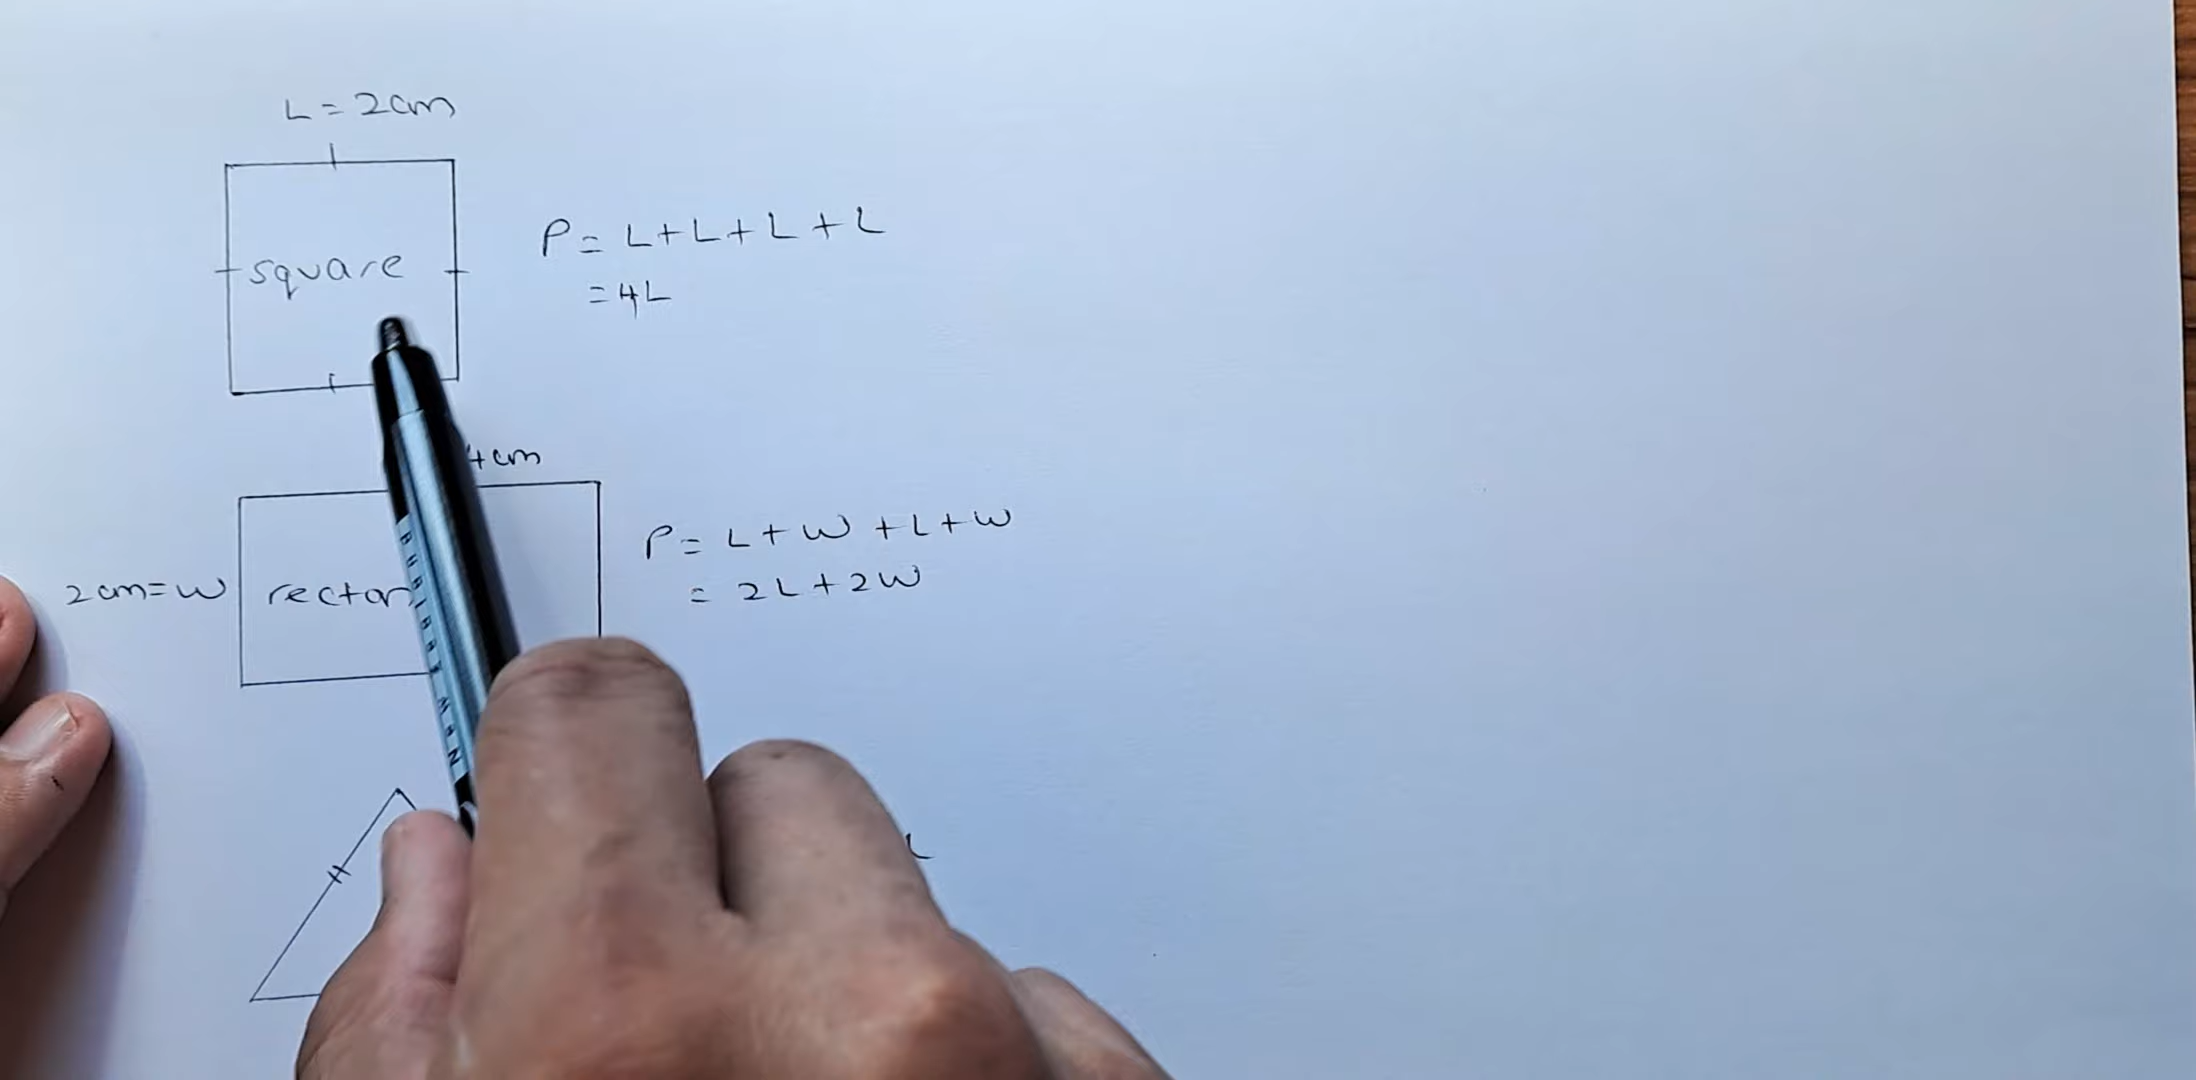 L = 2cm
square
P = L+L+L+L
=4L
4cm
2cm=W
P = L+W+L+W
= 2L+2W
L